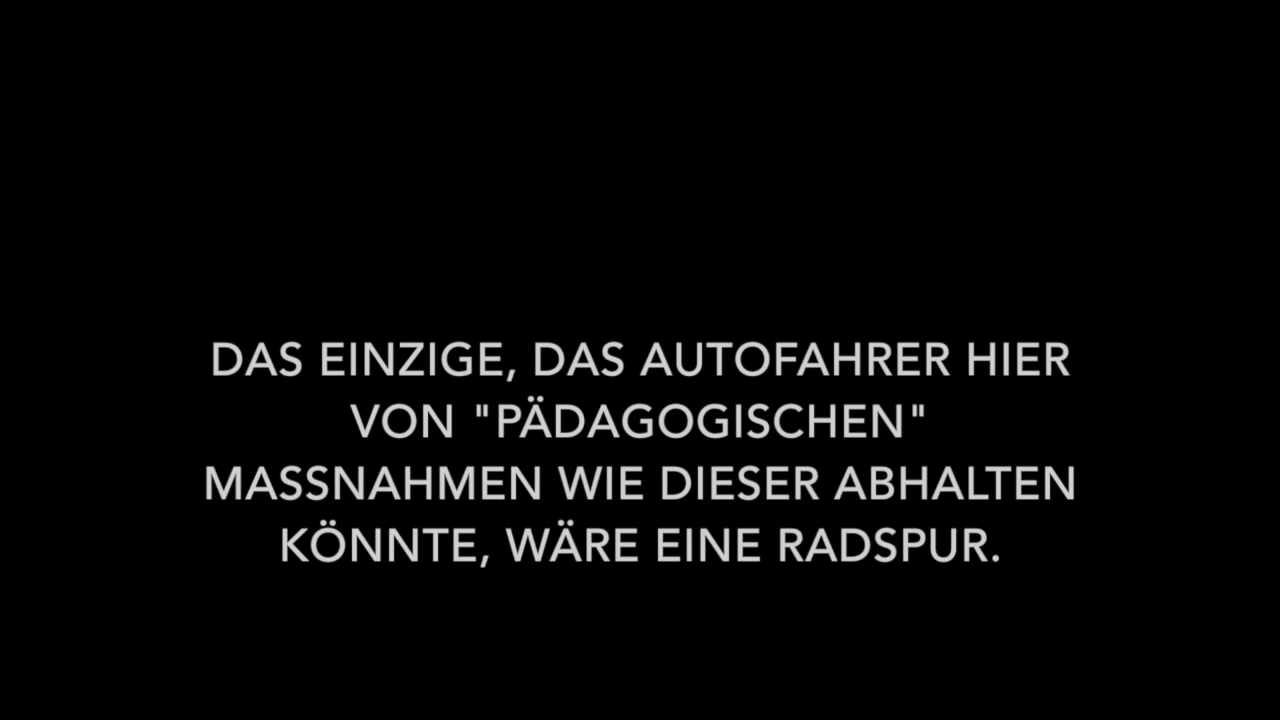 DAS EINZIGE, DAS AUTOFAHRER HIER
VON "PÄDAGOGISCHEN"
MASSNAHMEN WIE DIESER ABHALTEN
KÖNNTE, WÄRE EINE RADSPUR.